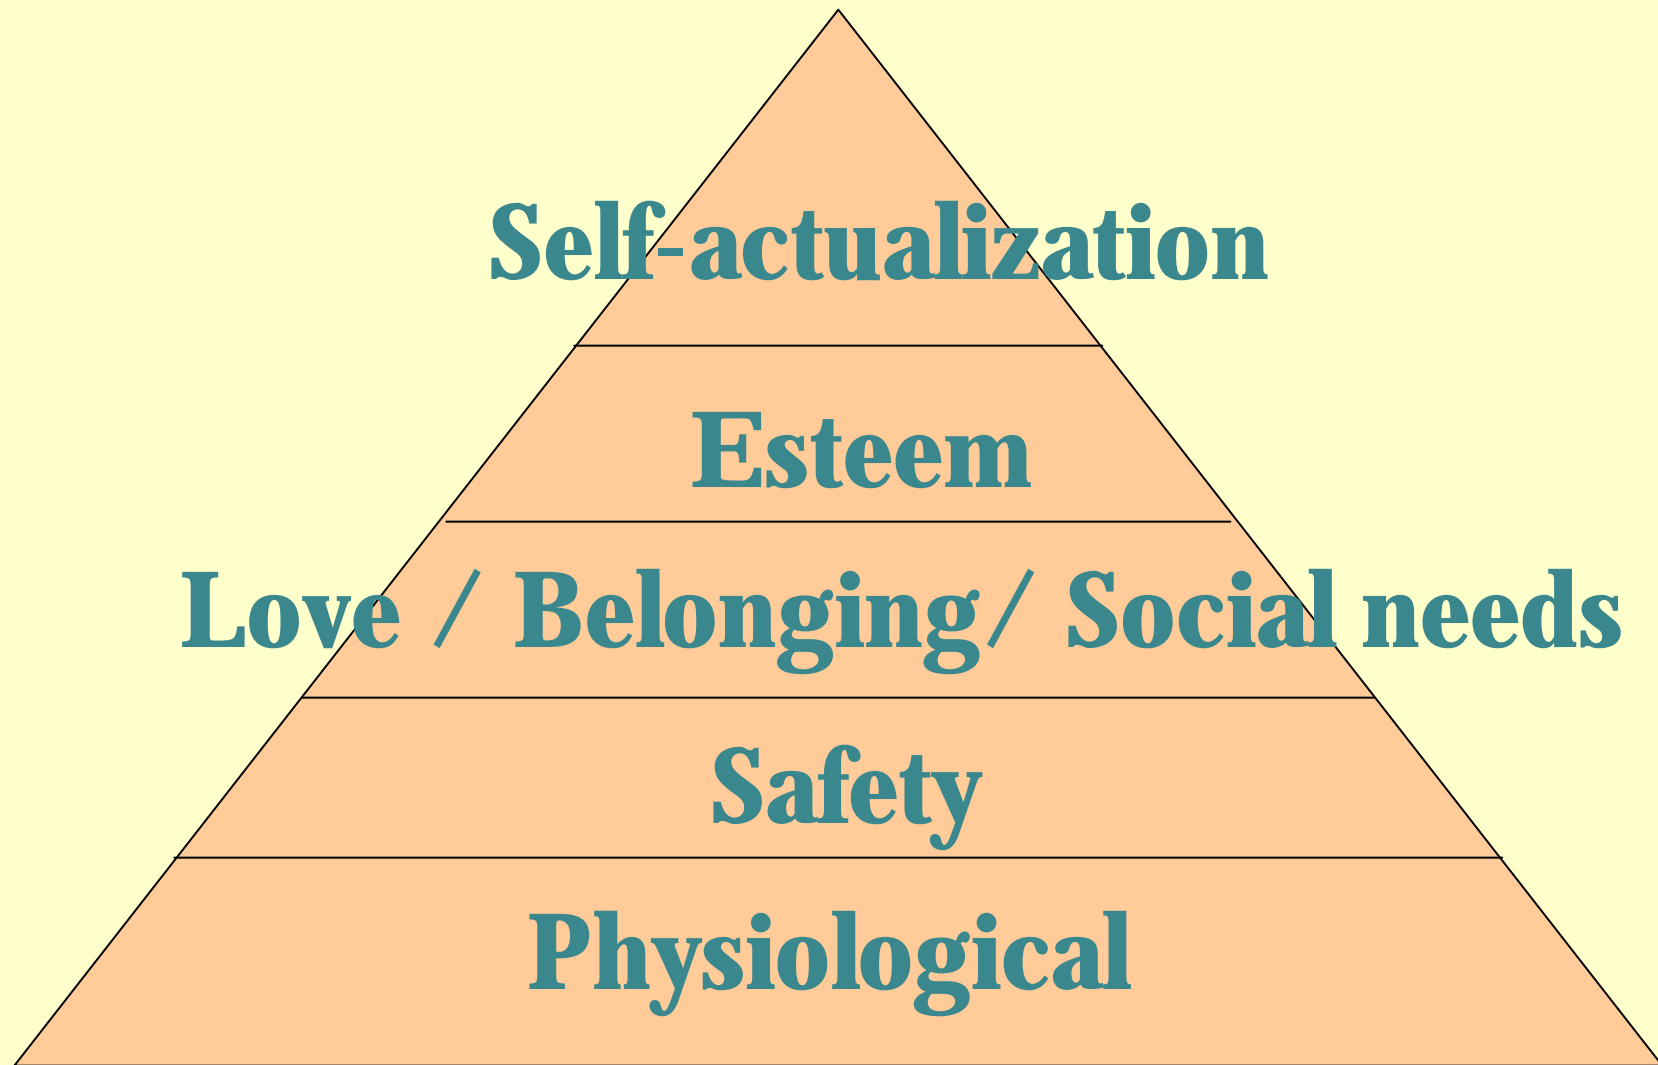 Self-actualization
Esteem
Love / Belonging/ Social needs
Safety
Physiological